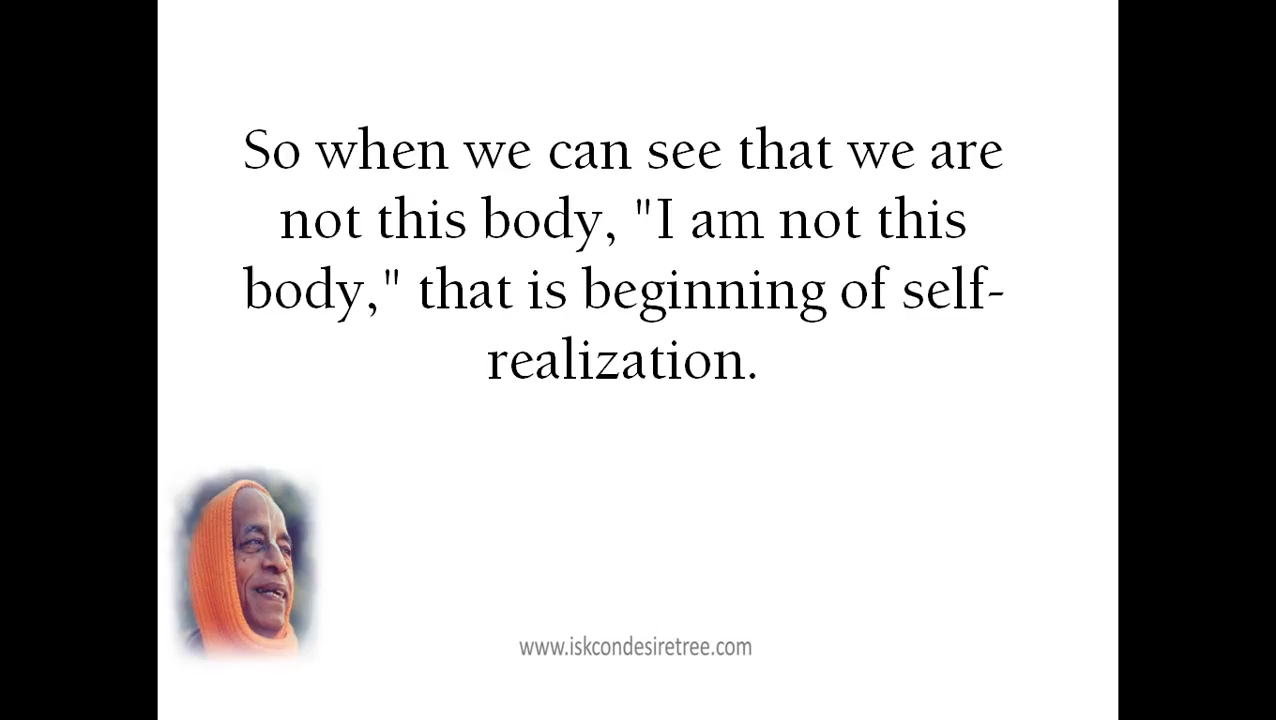 So when we can see that we are
not this body, "I am not this
body," that is beginning of self-
realization.
www.iskcondesiretree.com